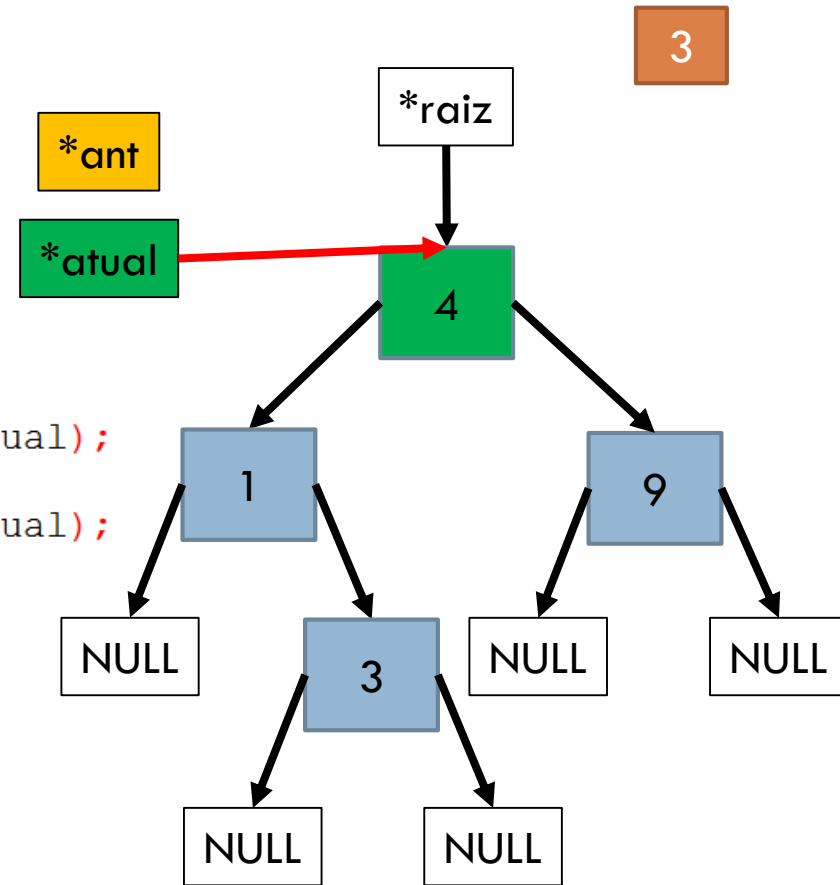 3
*raiz
*ant
*atual
4
ual);
1
9
ual);
NULL
3
NULL
NULL
NULL
NULL